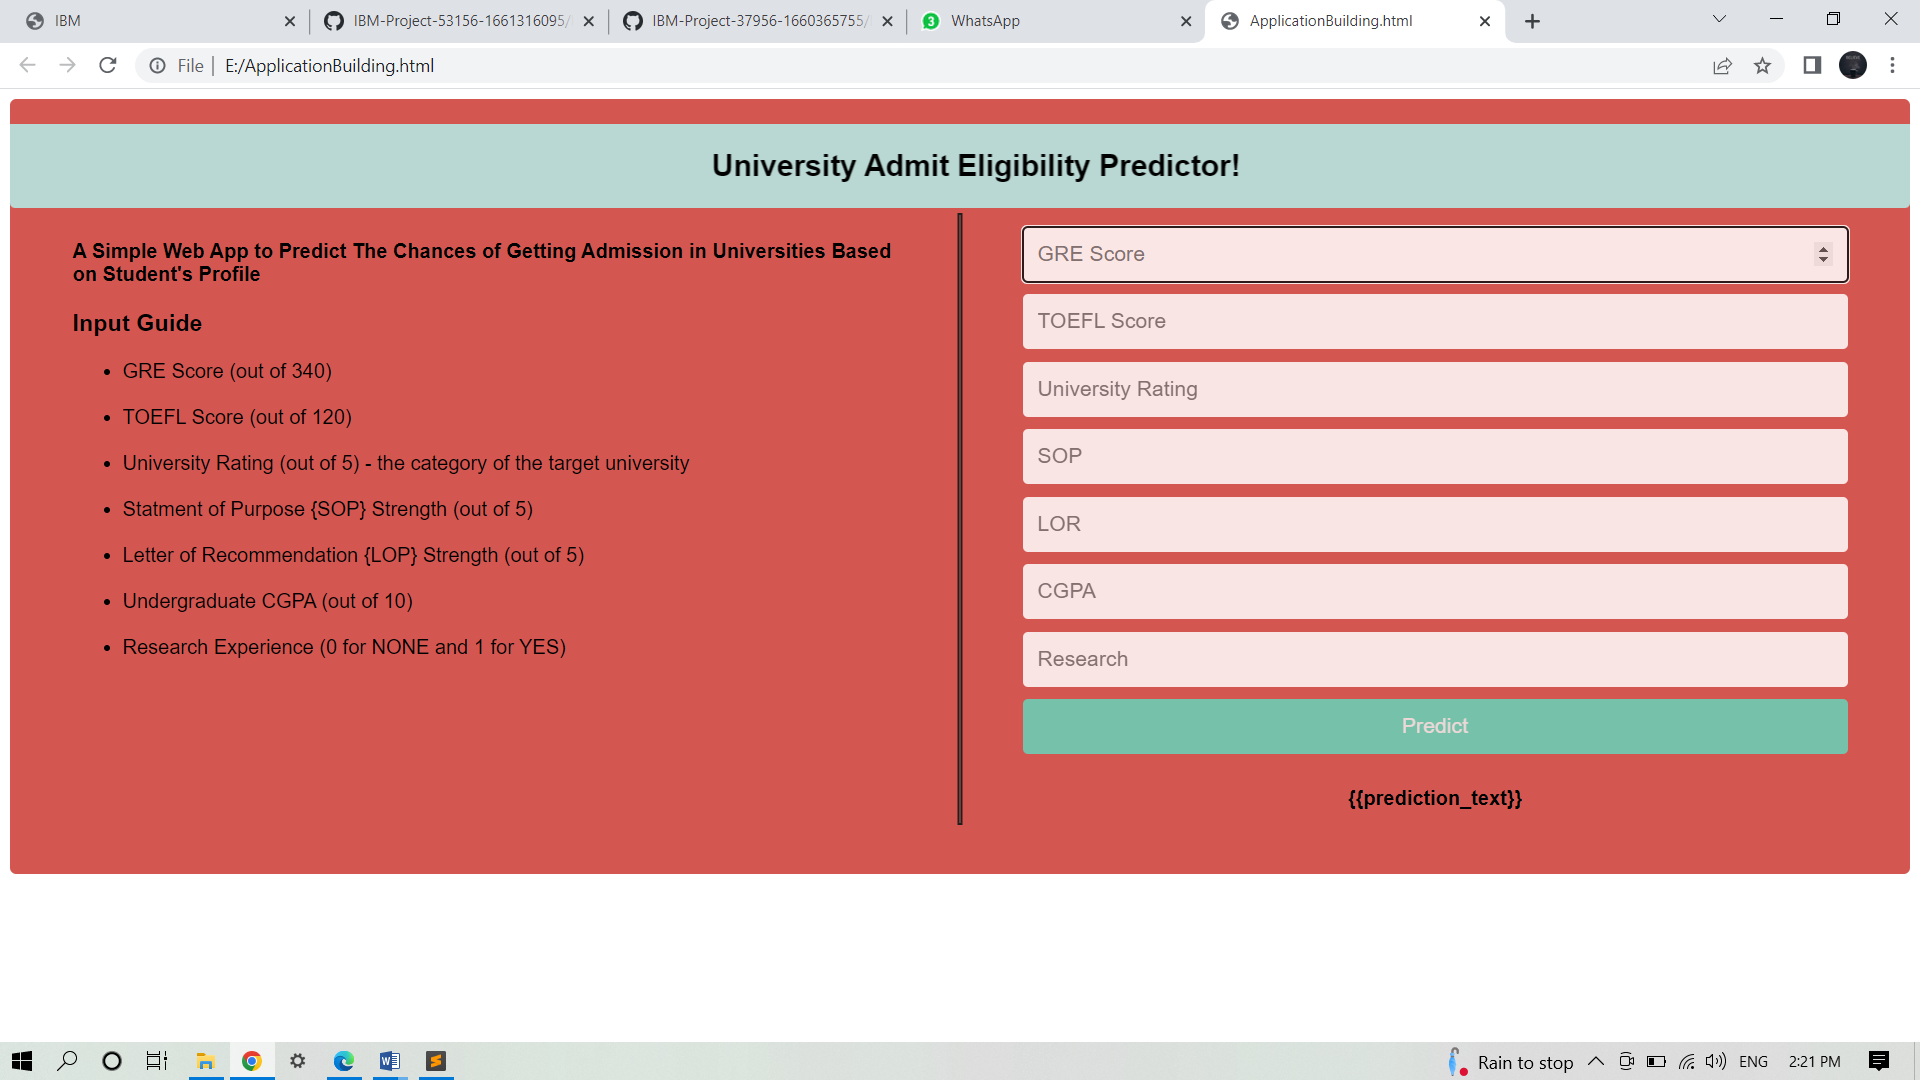 IBM
IBM-Project-53156-1661316095/
IBM-Project-37956-1660365755/
3
WhatsApp
ApplicationBuilding.html
File
E:/ApplicationBuilding.html
University Admit Eligibility Predictor!
A Simple Web App to Predict The Chances of Getting Admission in Universities Based
on Student's Profile
Input Guide
• GRE Score (out of 340)
• TOEFL Score (out of 120)
• University Rating (out of 5) - the category of the target university
• Statment of Purpose {SOP} Strength (out of 5)
• Letter of Recommendation {LOP} Strength (out of 5)
• Undergraduate CGPA (out of 10)
• Research Experience (0 for NONE and 1 for YES)
GRE Score
TOEFL Score
University Rating
SOP
LOR
CGPA
Research
Predict
{{prediction_text}}
Rain to stop
ENG
2:21 PM